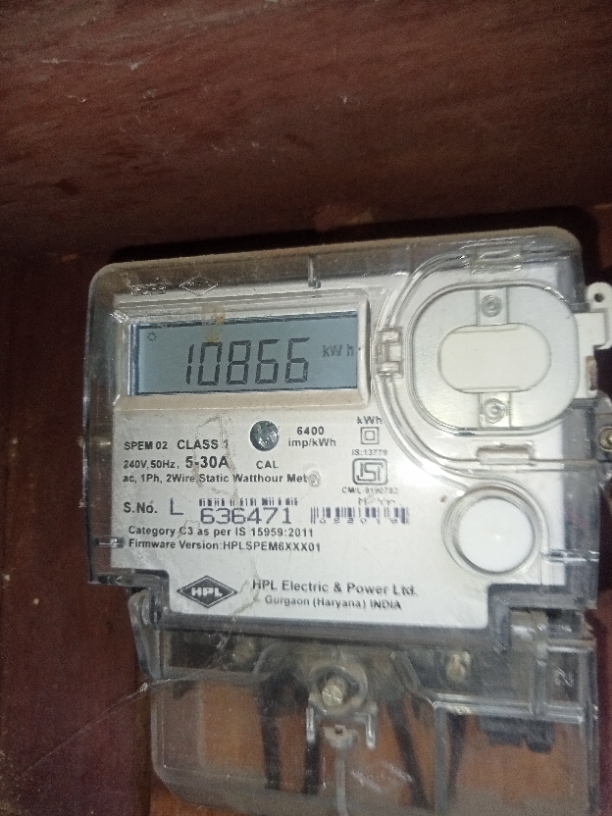 10866 kWh
kWh
6400
imp/kWh
SPEM 02 CLASS 1
240V, 50Hz, 5-30A CAL
IS:13779
ac, 1Ph, 2Wire Static Watthour Meter
S.No. L 636471
Category C3 as per IS 15959:2011
Firmware Version:HPLSPEM6XXX01
HPL HPL Electric & Power Ltd.
Gurgaon (Haryana) INDIA